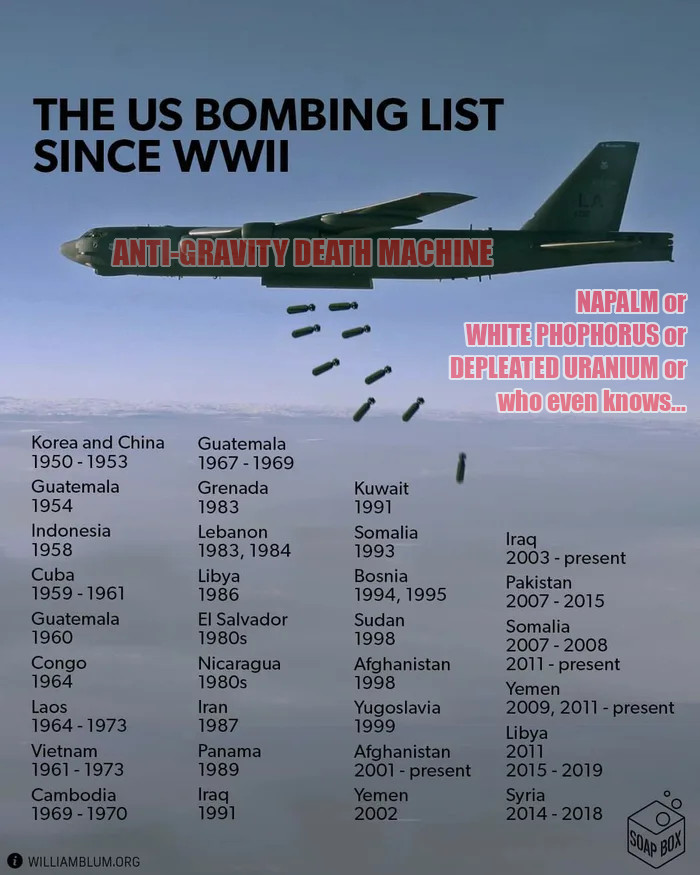 THE US BOMBING LIST
SINCE WWII
ANTI-GRAVITY DEATH MACHINE
NAPALM or
WHITE PHOPHORUS or
DEPLEATED URANIUM or
who even knows...
Korea and China
1950 - 1953
Guatemala
1954
Indonesia
1958
Cuba
1959 - 1961
Guatemala
1960
Congo
1964
Laos
1964 - 1973
Vietnam
1961 - 1973
Cambodia
1969 - 1970
Guatemala
1967 - 1969
Grenada
1983
Lebanon
1983, 1984
Libya
1986
El Salvador
1980s
Nicaragua
1980s
Iran
1987
Panama
1989
Iraq
1991
Kuwait
1991
Somalia
1993
Bosnia
1994, 1995
Sudan
1998
Afghanistan
1998
Yugoslavia
1999
Afghanistan
2001 - present
Yemen
2002
Iraq
2003 - present
Pakistan
2007 - 2015
Somalia
2007 - 2008
2011 - present
Yemen
2009, 2011 - present
Libya
2011
2015 - 2019
Syria
2014 - 2018
i WILLIAMBLUM.ORG
SOAP BOX